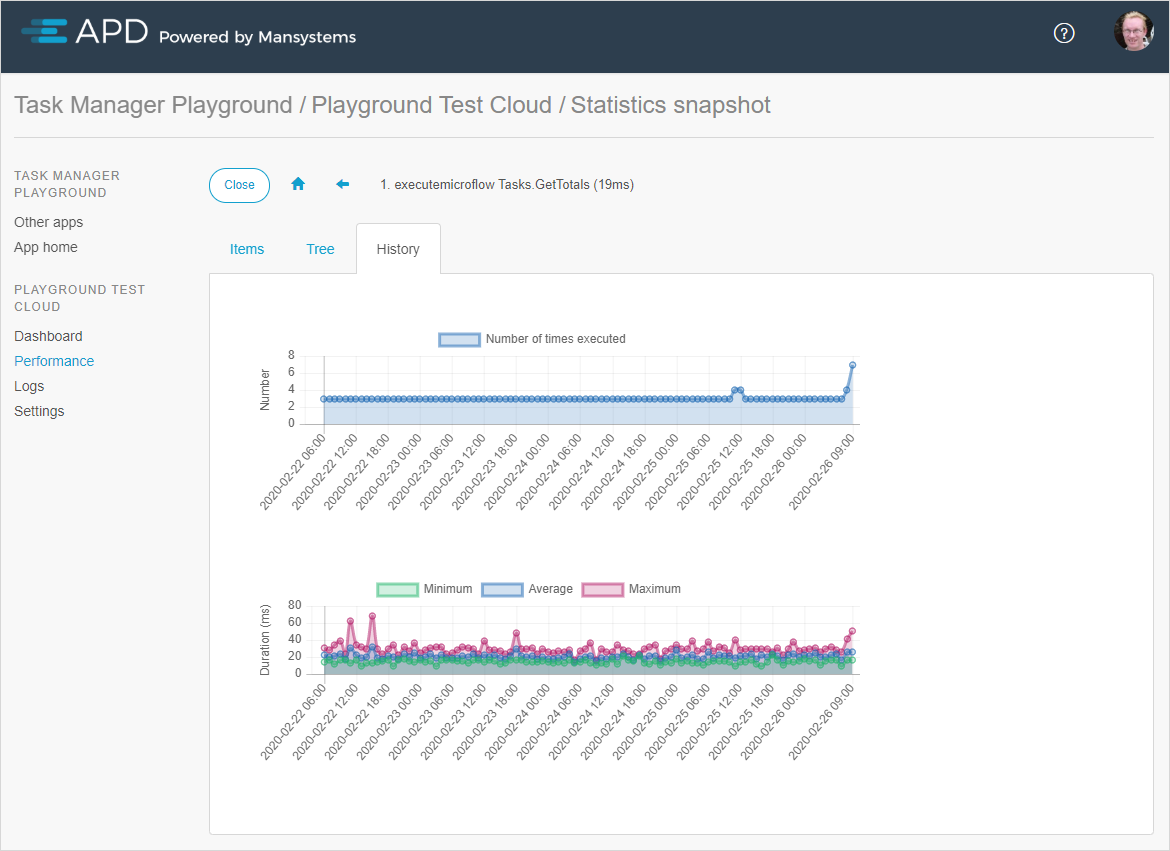 APD Powered by Mansystems
?
Task Manager Playground / Playground Test Cloud / Statistics snapshot
TASK MANAGER
PLAYGROUND
Other apps
App home
PLAYGROUND TEST
CLOUD
Dashboard
Performance
Logs
Settings
Close
1. executemicroflow Tasks.GetTotals (19ms)
Items Tree History
Number of times executed
Number
8
6
4
2
0
2020-02-22 06:00
2020-02-22 12:00
2020-02-22 18:00
2020-02-23 00:00
2020-02-23 06:00
2020-02-23 12:00
2020-02-23 18:00
2020-02-24 00:00
2020-02-24 06:00
2020-02-24 12:00
2020-02-24 18:00
2020-02-25 00:00
2020-02-25 06:00
2020-02-25 12:00
2020-02-25 18:00
2020-02-26 00:00
2020-02-26 09:00
Minimum Average Maximum
Duration (ms)
80
60
40
20
0
2020-02-22 06:00
2020-02-22 12:00
2020-02-22 18:00
2020-02-23 00:00
2020-02-23 06:00
2020-02-23 12:00
2020-02-23 18:00
2020-02-24 00:00
2020-02-24 06:00
2020-02-24 12:00
2020-02-24 18:00
2020-02-25 00:00
2020-02-25 06:00
2020-02-25 12:00
2020-02-25 18:00
2020-02-26 00:00
2020-02-26 09:00